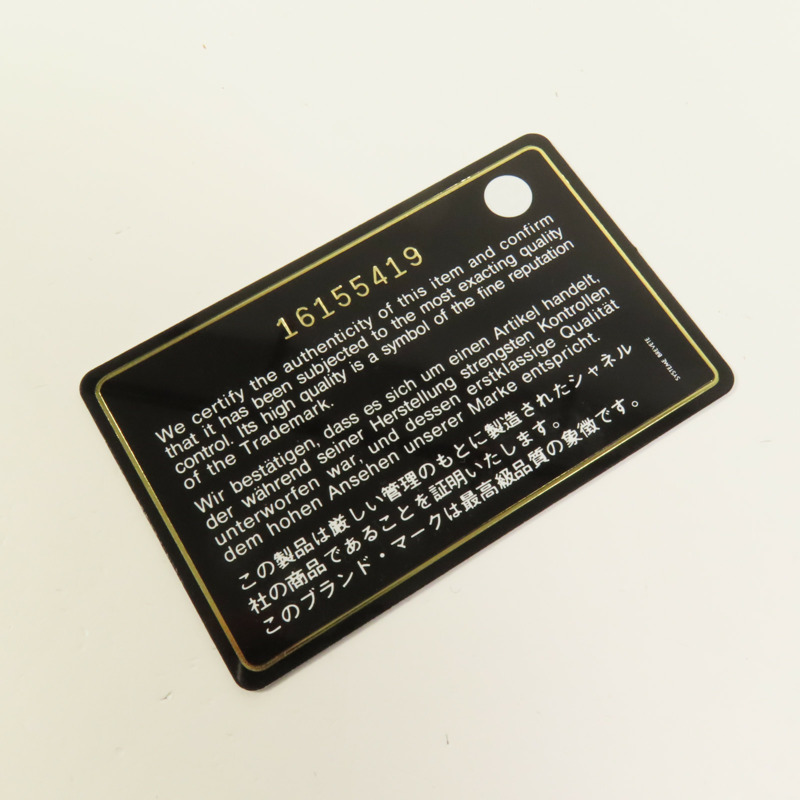 16155419
We certify the authenticity of this item and confirm
that it has been subjected to the most exacting quality
control. Its high quality is a symbol of the fine reputation
of the Trademark.
Wir bestätigen, dass es sich um einen Artikel handelt,
der während seiner Herstellung strengsten Kontrollen
unterworfen war, und dessen erstklassige Qualität
dem hohen Ansehen unserer Marke entspricht.
この製品は厳しい管理のもとに製造されたシャネル
社の商品であることを証明いたします。
このブランド・マークは最高級品質の象徴です。
SYSTEME BREVETE